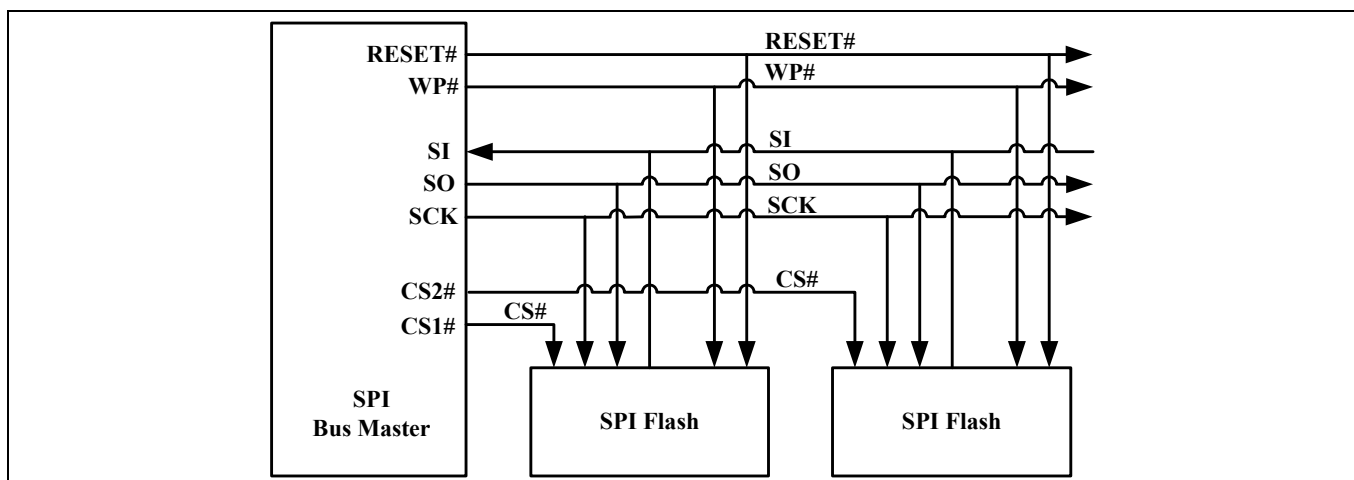 RESET#
RESET#
WP#
WP#
SI
SI
SO
SO
SCK
SCK
CS2#
CS#
CS1#
CS#
SPI
Bus Master
SPI Flash
SPI Flash